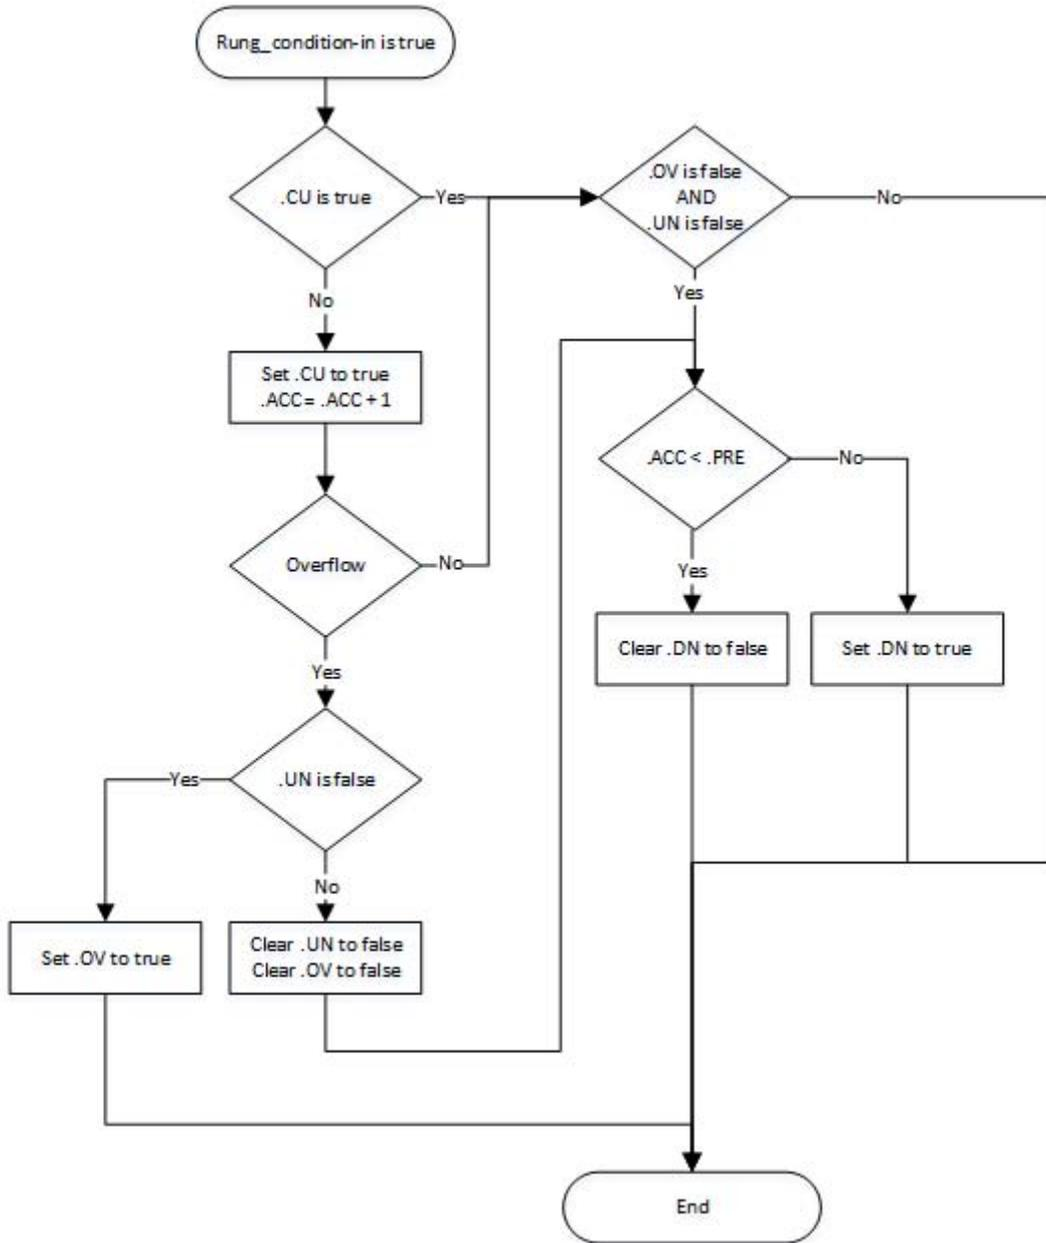 Rung_condition-in is true
.CU is true
Yes
No
Set .CU to true
.ACC = .ACC + 1
Overflow
No
Yes
.UN is false
Yes
No
Set .OV to true
Clear .UN to false
Clear .OV to false
.OV is false
AND
.UN is false
No
Yes
.ACC < .PRE
No
Yes
Clear .DN to false
Set .DN to true
End